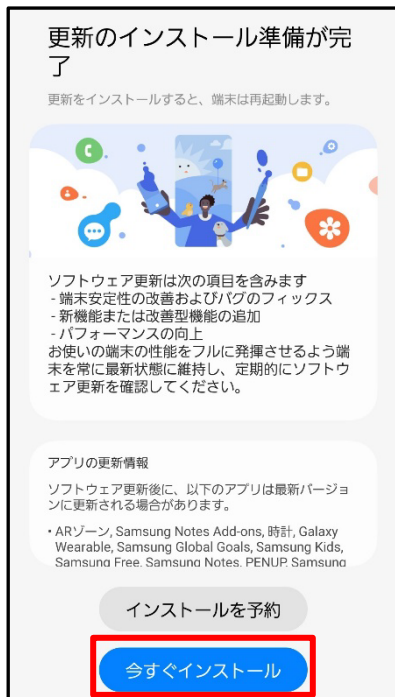 更新のインストール準備が完
了
更新をインストールすると、端末は再起動します。
ソフトウェア更新は次の項目を含みます
- 端末安定性の改善およびバグのフィックス
- 新機能または改善型機能の追加
- パフォーマンスの向上
お使いの端末の性能をフルに発揮させるよう端
末を常に最新状態に維持し、定期的にソフトウ
ェア更新を確認してください。
アプリの更新情報
ソフトウェア更新後に、以下のアプリは最新バージョ
ンに更新される場合があります。
• ARゾーン, Samsung Notes Add-ons, 時計, Galaxy
Wearable, Samsung Global Goals, Samsung Kids,
Samsung Free, Samsung Notes, PENUP, Samsung
インストールを予約
今すぐインストール